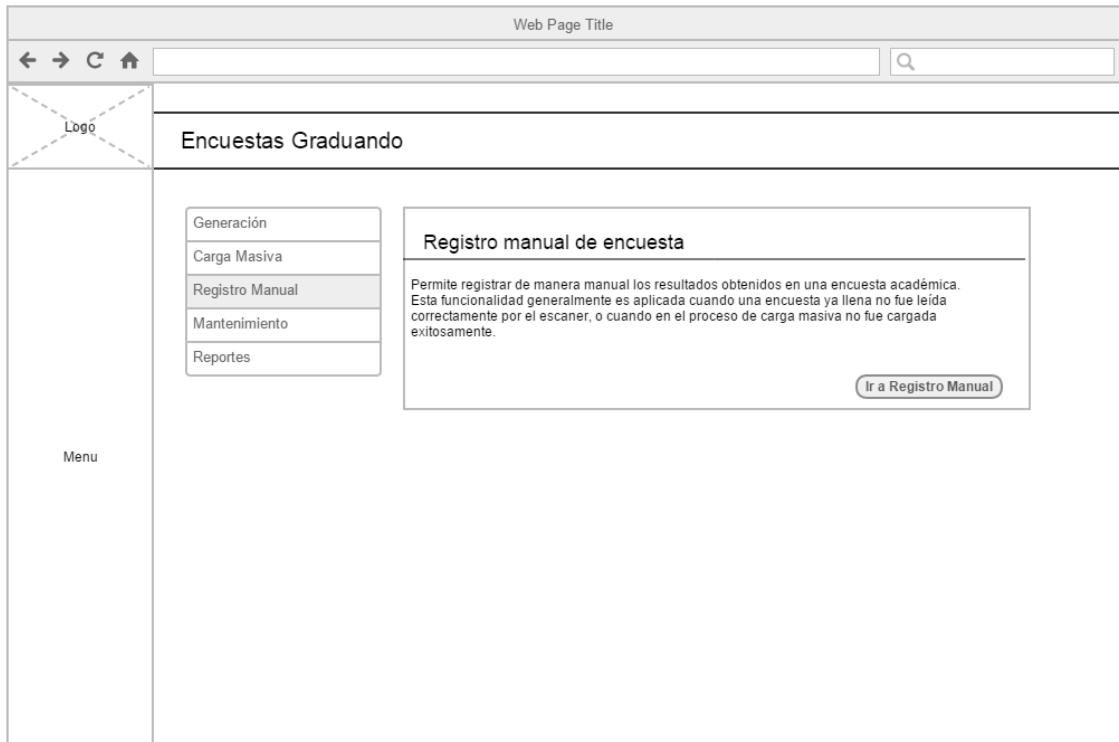 Web Page Title
Logo
Encuestas Graduando
Generación
Carga Masiva
Registro Manual
Mantenimiento
Reportes
Registro manual de encuesta
Permite registrar de manera manual los resultados obtenidos en una encuesta académica.
Esta funcionalidad generalmente es aplicada cuando una encuesta ya llena no fue leída
correctamente por el escaner, o cuando en el proceso de carga masiva no fue cargada
exitosamente.
Ir a Registro Manual
Menu